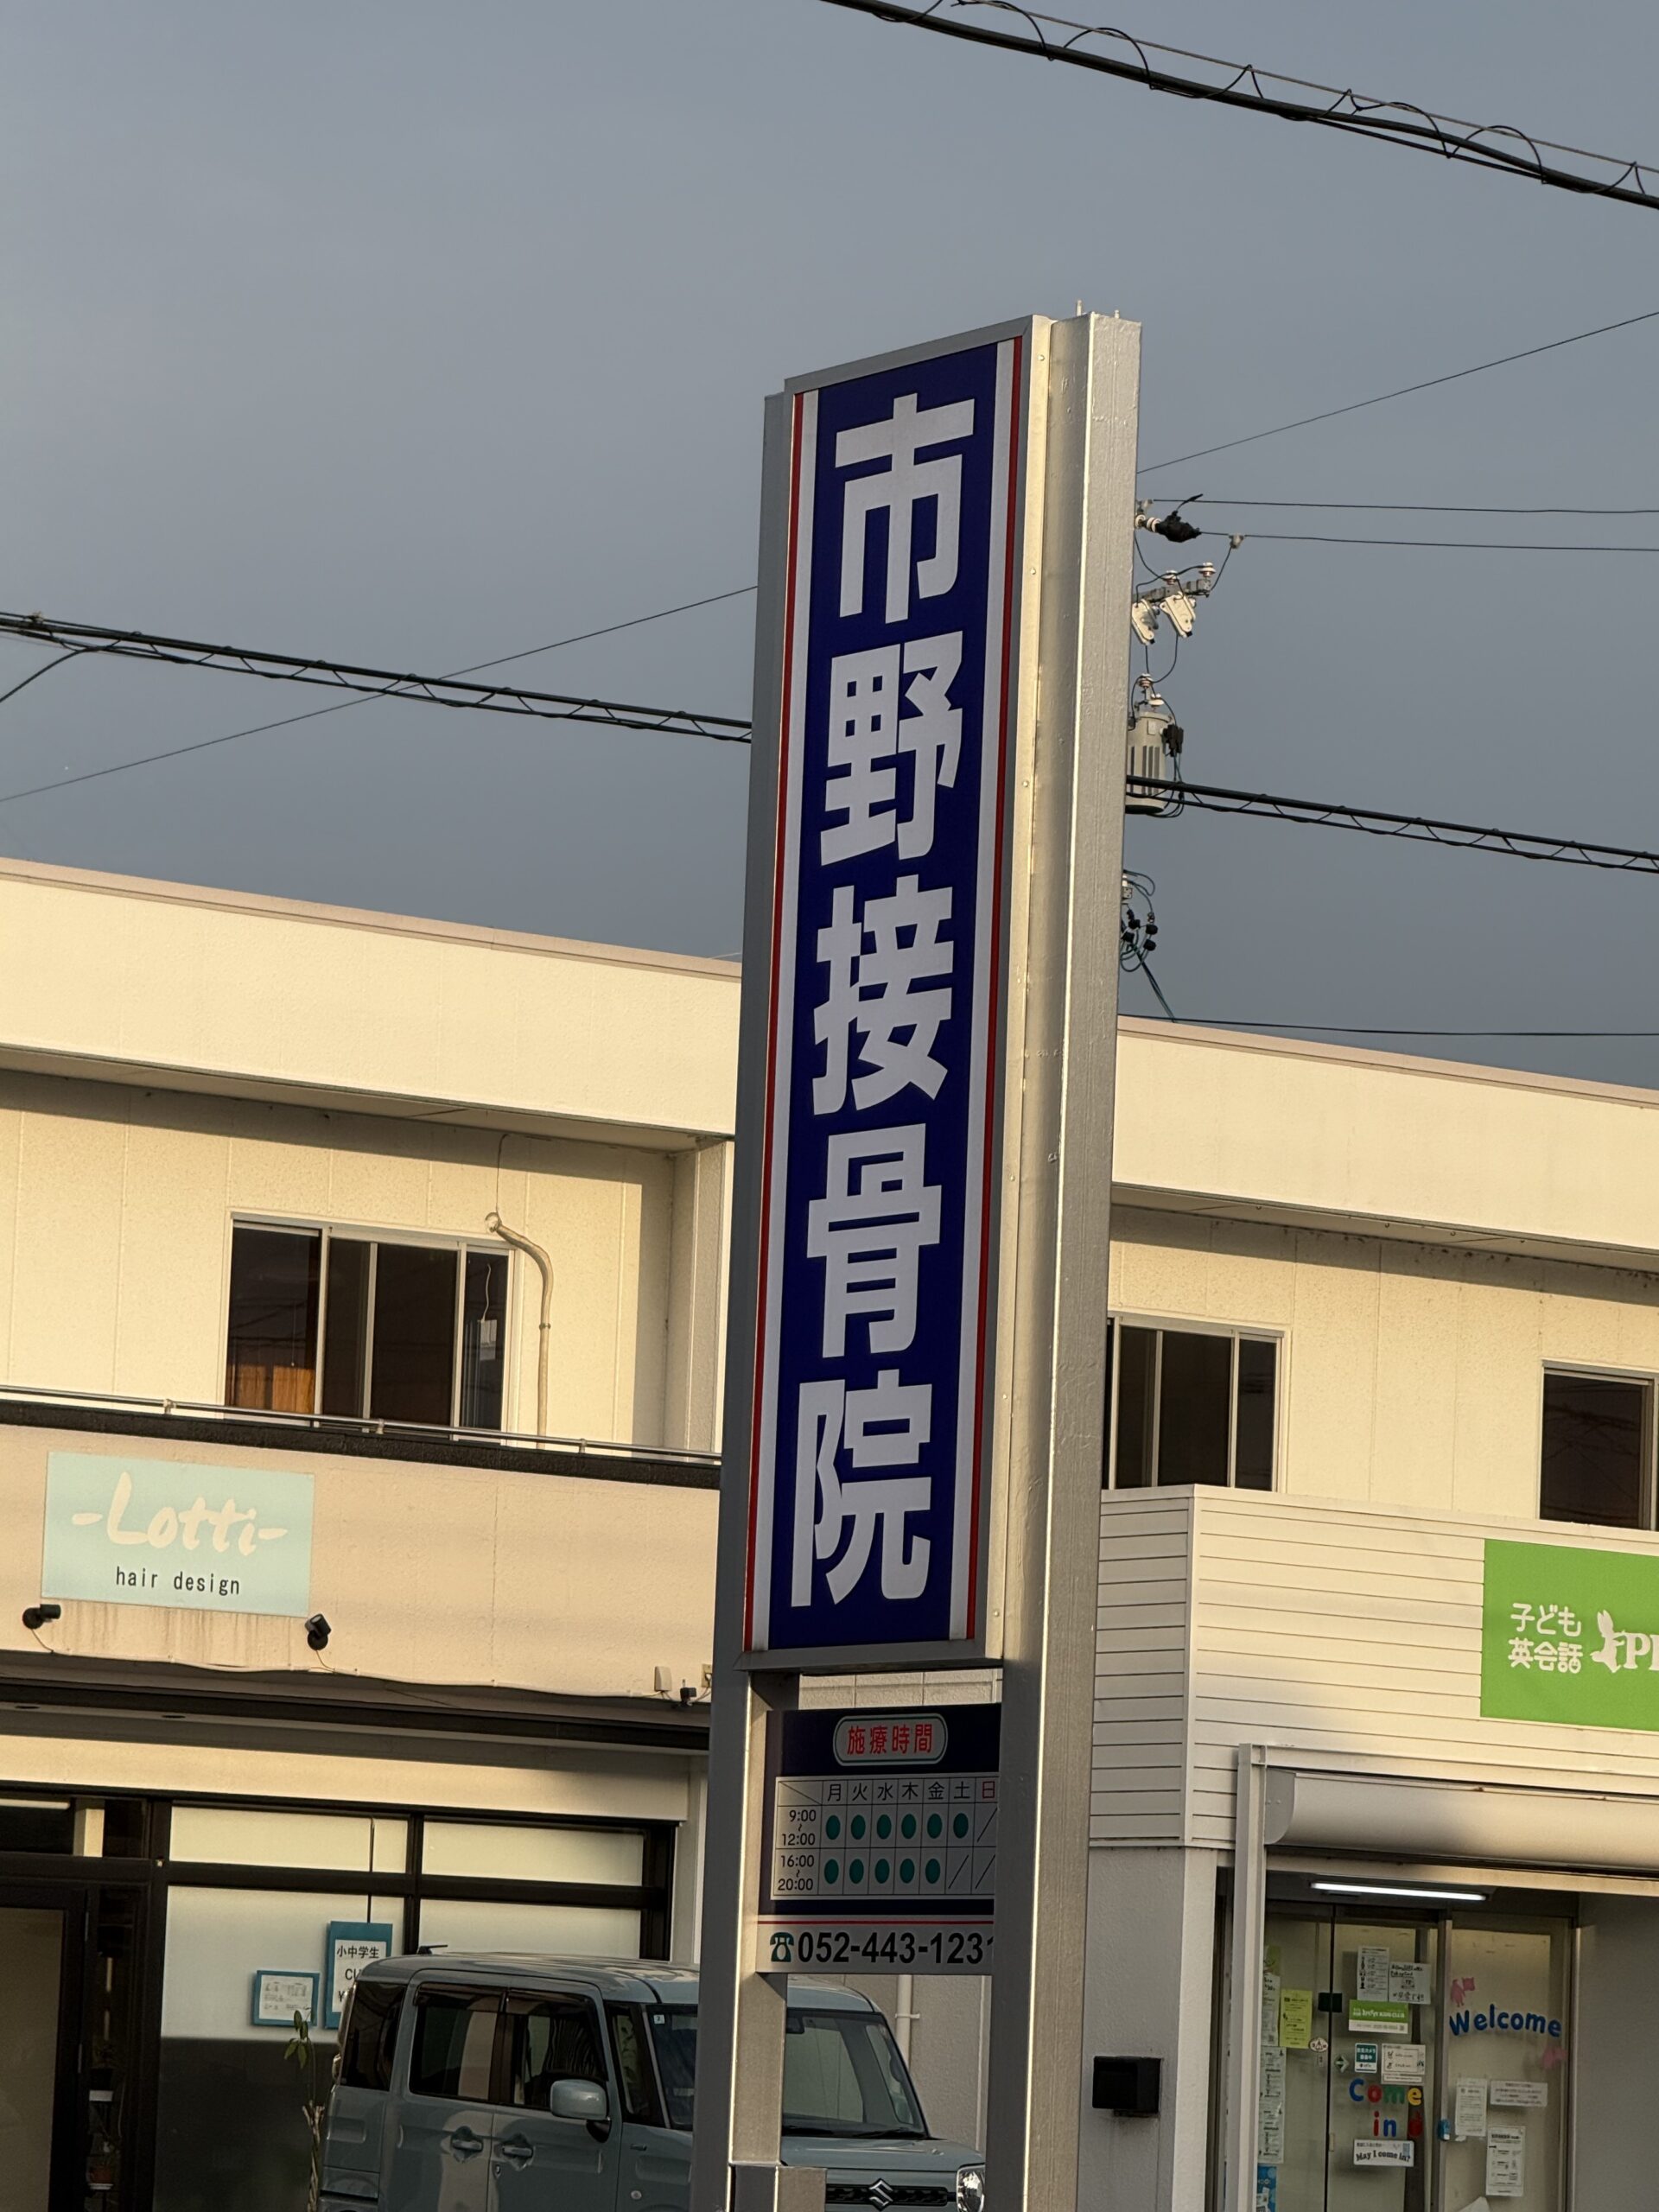 市野接骨院
施療時間
月 火 水 木 金 土 日
9:00
〜
12:00
● ● ● ● ● ● /
16:00
〜
20:00
● ● ● ● ● / /
☎052-443-1231
-Lotti-
hair design
小中学生
子ども
英会話
Welcome
Come
in
May I come in?